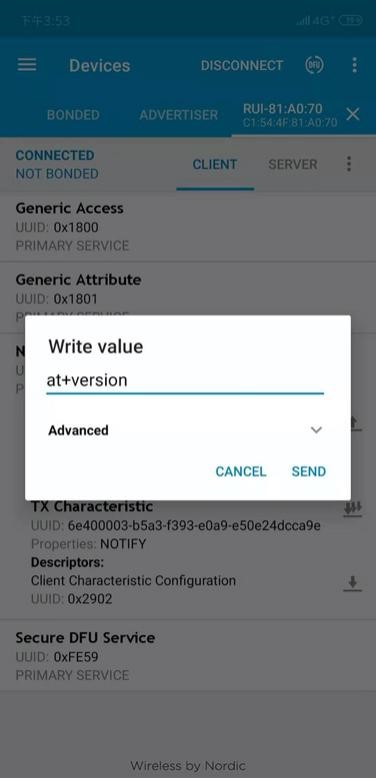 下午3:53
4G+
Devices
DISCONNECT
DFU
BONDED
ADVERTISER
RUI-81:A0:70
C1:54:4F:81:A0:70
CONNECTED
NOT BONDED
CLIENT
SERVER
Generic Access
UUID: 0x1800
PRIMARY SERVICE
Generic Attribute
UUID: 0x1801
PRIMARY SERVICE
N
U
P
Write value
at+version
Advanced
CANCEL
SEND
TX Characteristic
UUID: 6e400003-b5a3-f393-e0a9-e50e24dcca9e
Properties: NOTIFY
Descriptors:
Client Characteristic Configuration
UUID: 0x2902
Secure DFU Service
UUID: 0xFE59
PRIMARY SERVICE
Wireless by Nordic